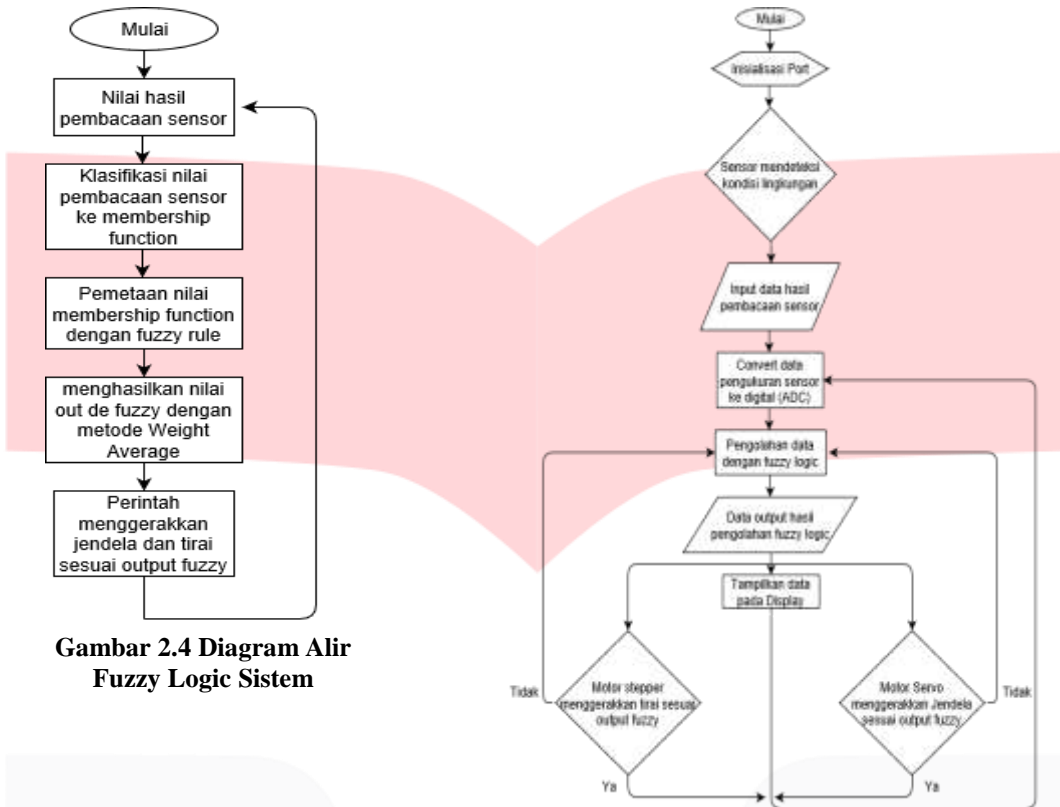 Mulai
Nilai hasil
pembacaan sensor
Klasifikasi nilai
pembacaan sensor
ke membership
function
Pemetaan nilai
membership function
dengan fuzzy rule
menghasilkan nilai
out de fuzzy dengan
metode Weight
Average
Perintah
menggerakkan
jendela dan tirai
sesuai output fuzzy
Gambar 2.4 Diagram Alir
Fuzzy Logic Sistem
Mulai
Inisialisasi Port
Sensor mendeteksi
kondisi lingkungan
Input data hasil
pembacaan sensor
Convert data
pengukuran sensor
ke digital (ADC)
Pengolahan data
dengan fuzzy logic
Data output hasil
pengolahan fuzzy logic
Tampilkan data
pada Display
Tidak
Motor stepper
menggerakkan tirai sesuai
output fuzzy
Ya
Motor Servo
menggerakkan Jendela
sesuai output fuzzy
Tidak
Ya